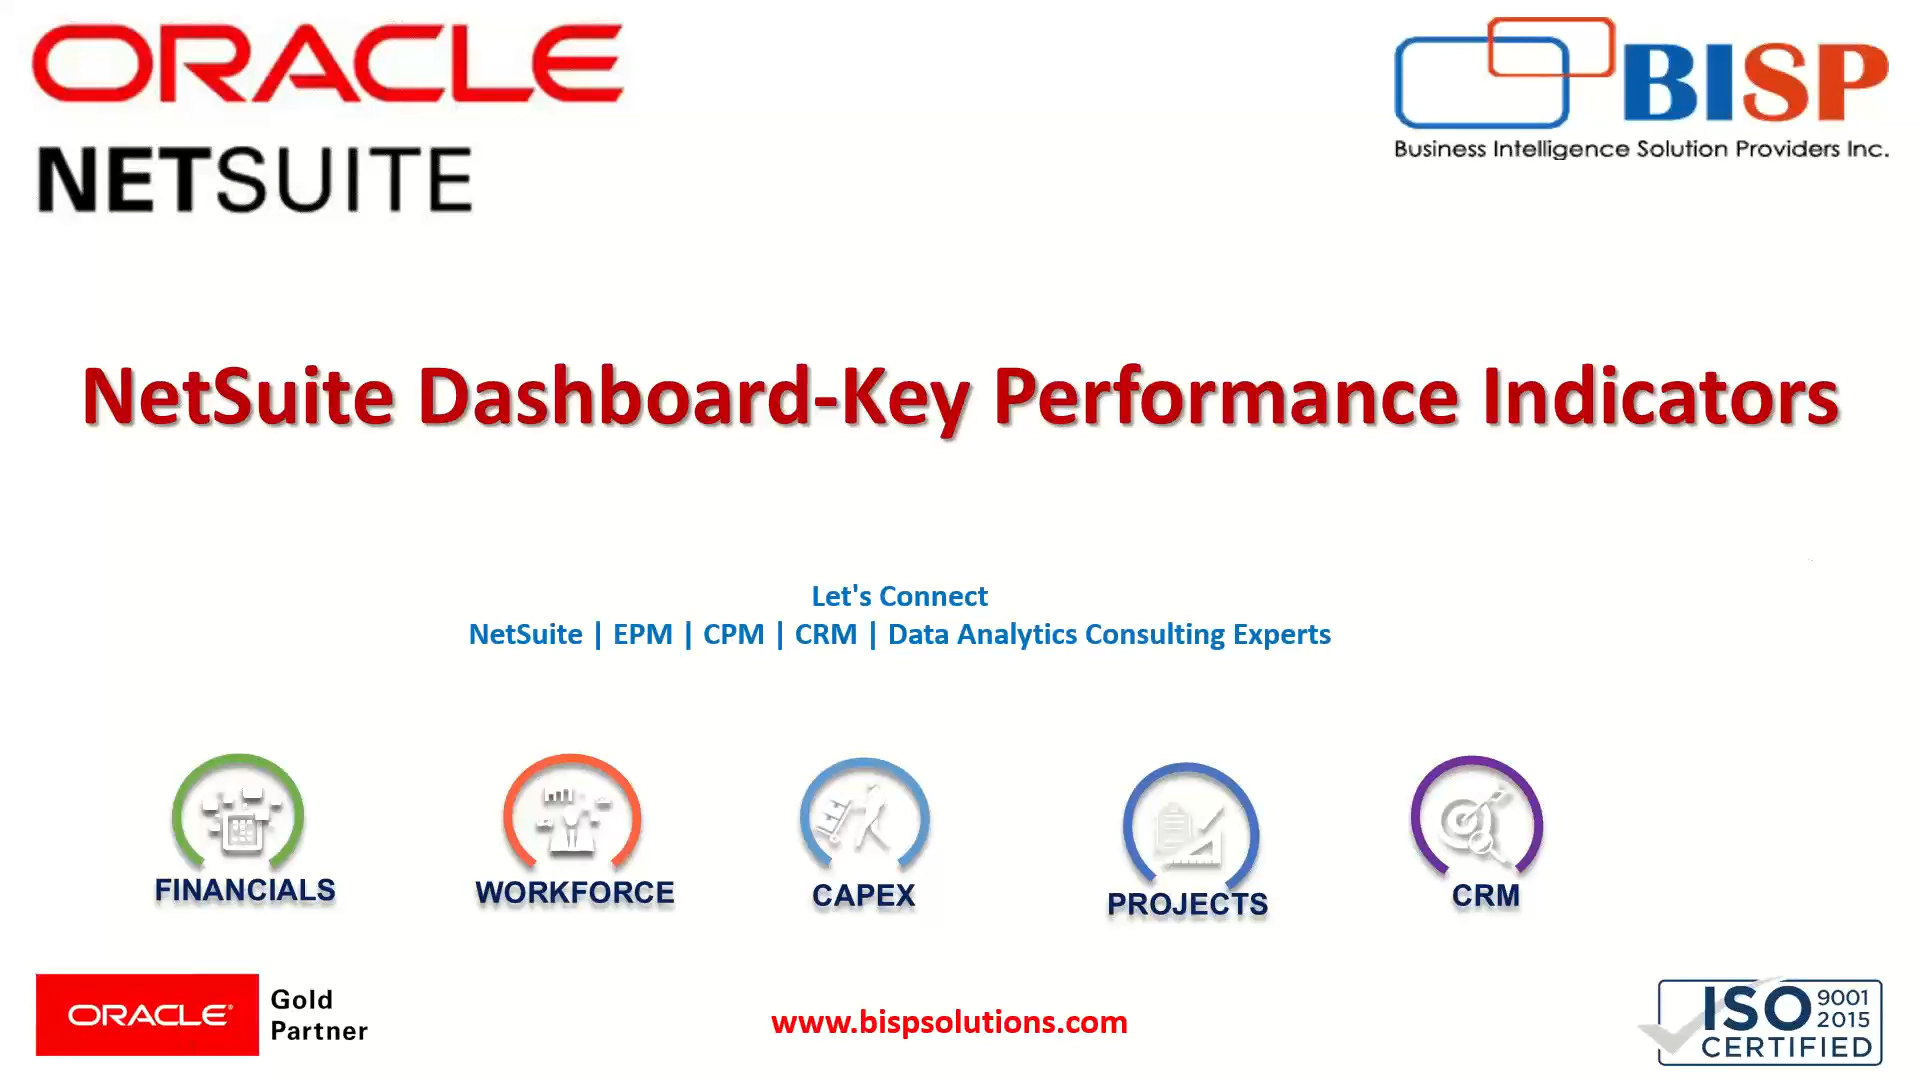 ORACLE
NETSUITE
BISP
Business Intelligence Solution Providers Inc.
NetSuite Dashboard-Key Performance Indicators
Let's Connect
NetSuite | EPM | CPM | CRM | Data Analytics Consulting Experts
FINANCIALS
WORKFORCE
CAPEX
PROJECTS
CRM
ORACLE®
Gold
Partner
www.bispsolutions.com
ISO
9001
2015
CERTIFIED